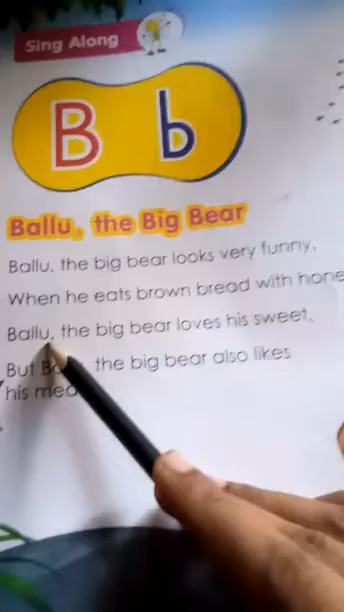 Sing Along
B b
Ballu, the Big Bear
Ballu, the big bear looks very funny,
When he eats brown bread with
Ballu, the big bear loves his sweet,
But the big bear also likes
his